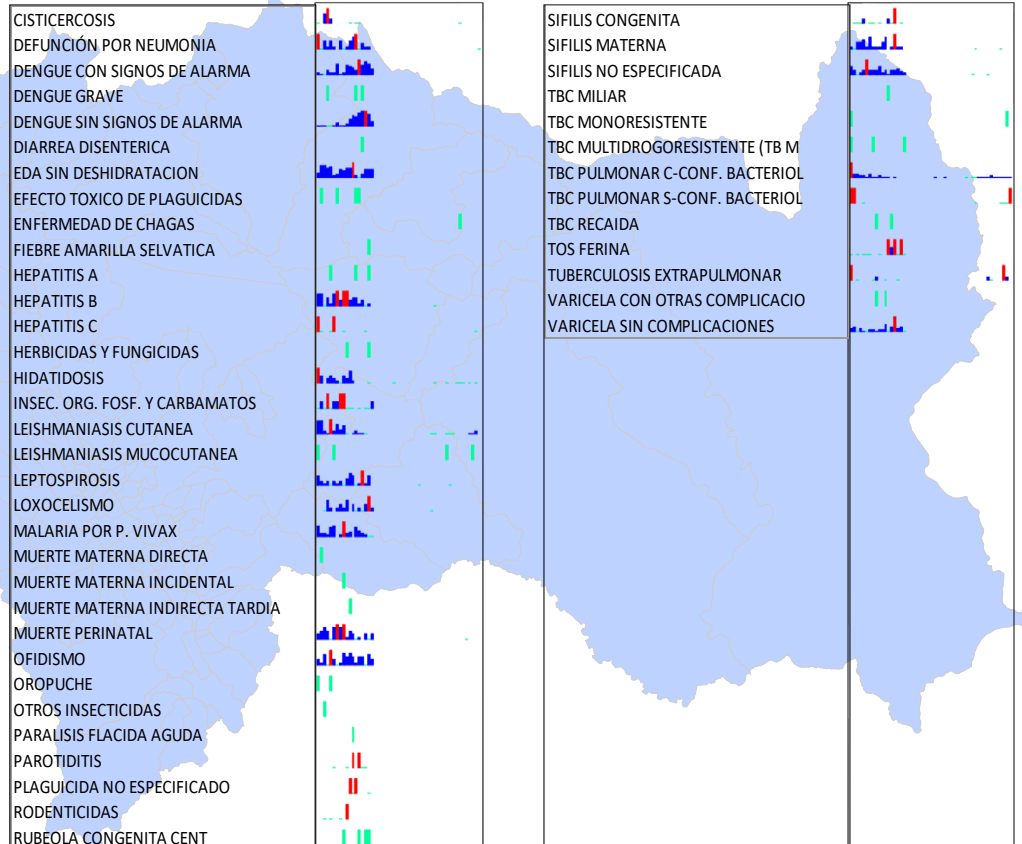 CISTICERCOSIS
DEFUNCIÓN POR NEUMONIA
DENGUE CON SIGNOS DE ALARMA
DENGUE GRAVE
DENGUE SIN SIGNOS DE ALARMA
DIARREA DISENTERICA
EDA SIN DESHIDRATACION
EFECTO TOXICO DE PLAGUICIDAS
ENFERMEDAD DE CHAGAS
FIEBRE AMARILLA SELVATICA
HEPATITIS A
HEPATITIS B
HEPATITIS C
HERBICIDAS Y FUNGICIDAS
HIDATIDOSIS
INSEC. ORG. FOSF. Y CARBAMATOS
LEISHMANIASIS CUTANEA
LEISHMANIASIS MUCOCUTANEA
LEPTOSPIROSIS
LOXOCELISMO
MALARIA POR P. VIVAX
MUERTE MATERNA DIRECTA
MUERTE MATERNA INCIDENTAL
MUERTE MATERNA INDIRECTA TARDIA
MUERTE PERINATAL
OFIDISMO
OROPUCHE
OTROS INSECTICIDAS
PARALISIS FLACIDA AGUDA
PAROTIDITIS
PLAGUICIDA NO ESPECIFICADO
RODENTICIDAS
RUBEOLA CONGENITA CENT
SIFILIS CONGENITA
SIFILIS MATERNA
SIFILIS NO ESPECIFICADA
TBC MILIAR
TBC MONORESISTENTE
TBC MULTIDROGORESISTENTE (TB M
TBC PULMONAR C-CONF. BACTERIOL
TBC PULMONAR S-CONF. BACTERIOL
TBC RECAIDA
TOS FERINA
TUBERCULOSIS EXTRAPULMONAR
VARICELA CON OTRAS COMPLICACIO
VARICELA SIN COMPLICACIONES